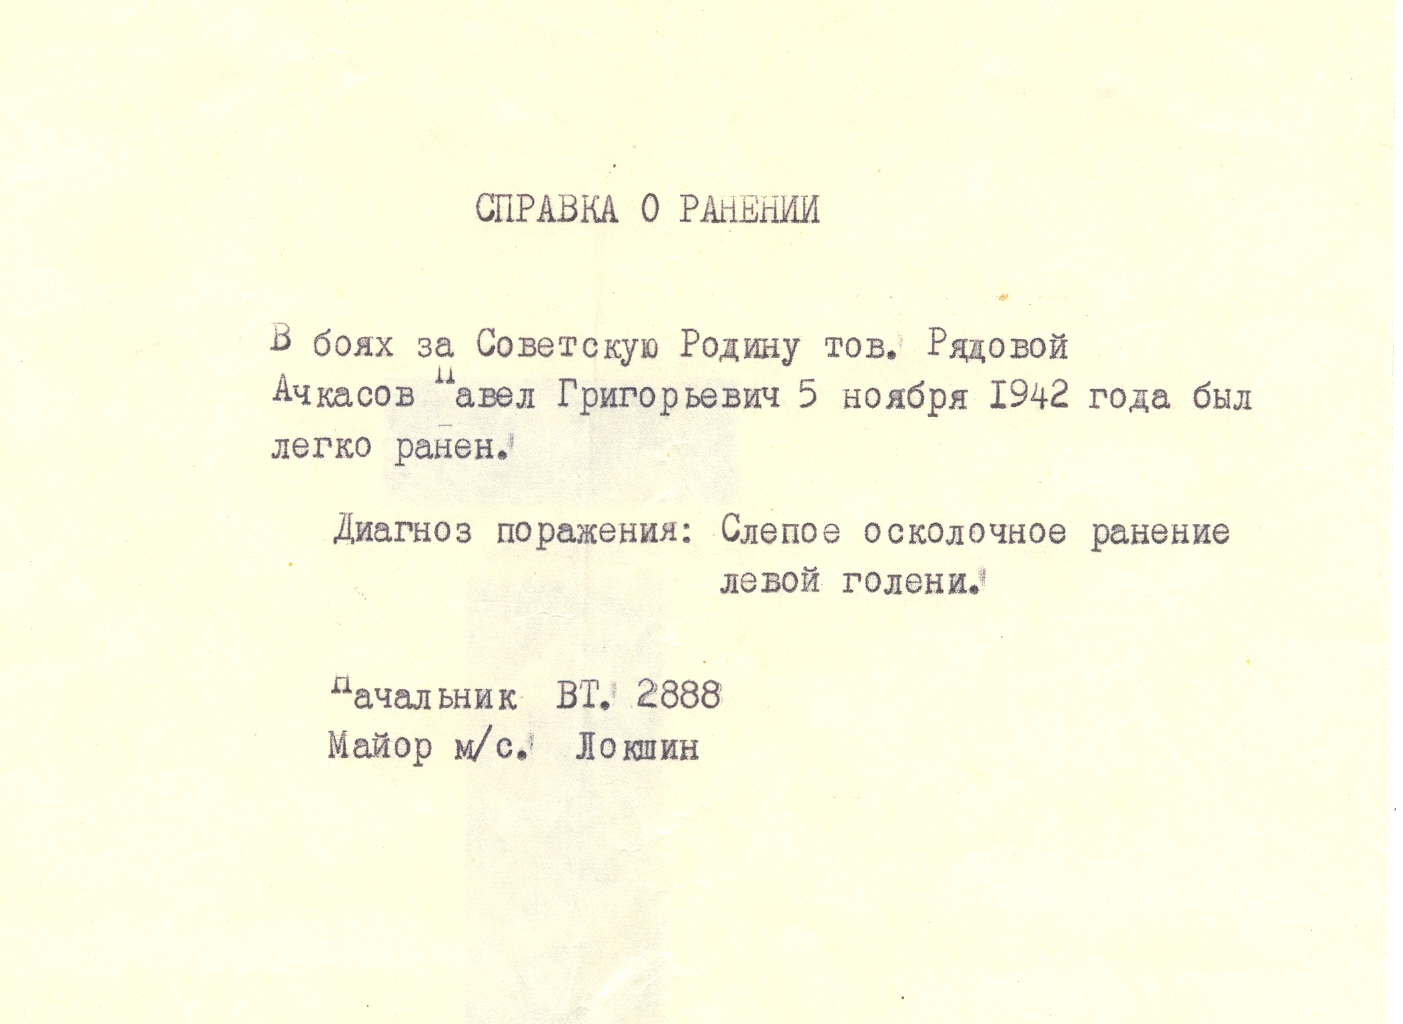 СПРАВКА О РАНЕНИИ
В боях за Советскую Родину тов. Рядовой
Ачкасов Павел Григорьевич 5 ноября 1942 года был
легко ранен.
Диагноз поражения: Слепое осколочное ранение
левой голени.
Начальник ВТ. 2888
Майор м/с. Локшин